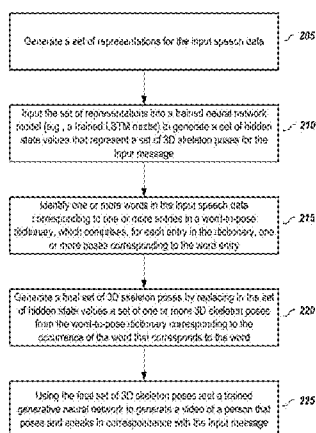 Generate a set of representations for the input speech data
205
Input the set of representations into a trained neural network
model (e.g., a trained LSTM model) to generate a set of hidden
state values that represent a set of 3D skeleton poses for the
input message
210
Identify one or more words in the input speech data
corresponding to one or more entries in a word-to-pose
dictionary, which comprises, for each entry in the dictionary, one
or more poses corresponding to the word entry
215
Generate a final set of 3D skeleton poses by replacing in the set
of hidden state values a set of one or more 3D skeleton poses
from the word-to-pose dictionary corresponding to the
occurrence of the word that corresponds to the word
220
Using the final set of 3D skeleton poses and a trained
generative neural network to generate a video of a person that
poses and speaks in correspondence with the input message
225